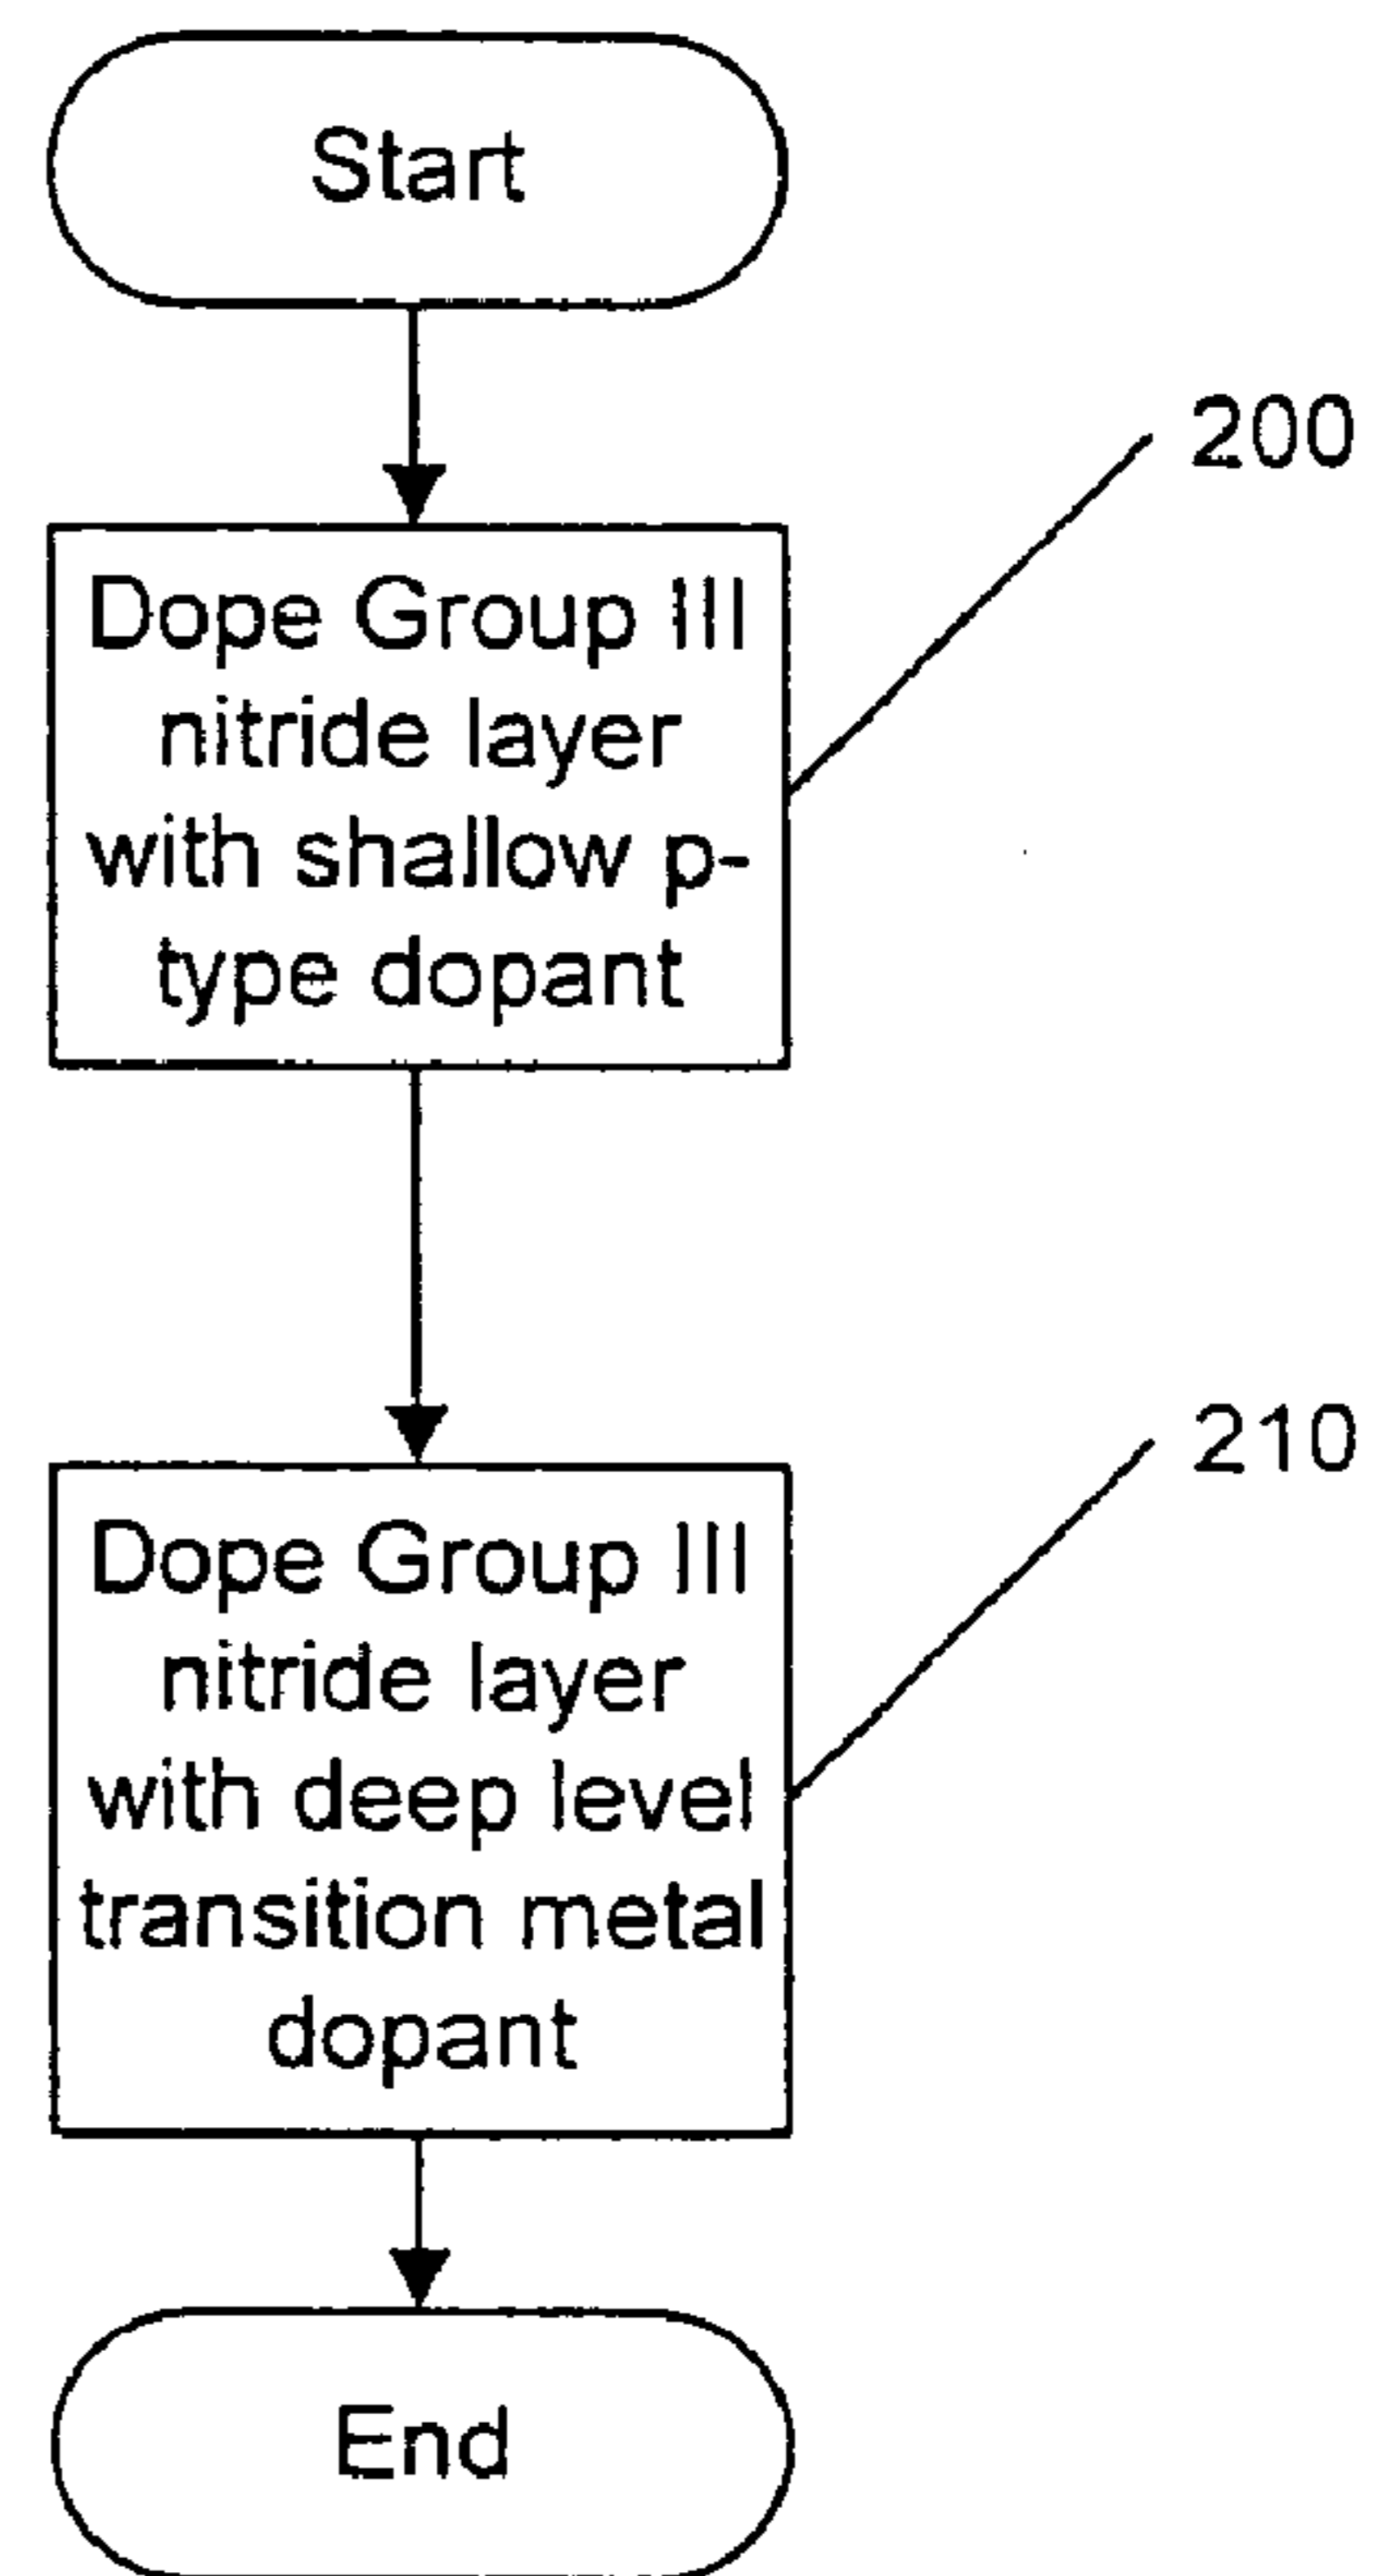 Start
200
Dope Group III
nitride layer
with shallow p-
type dopant
210
Dope Group III
nitride layer
with deep level
transition metal
dopant
End